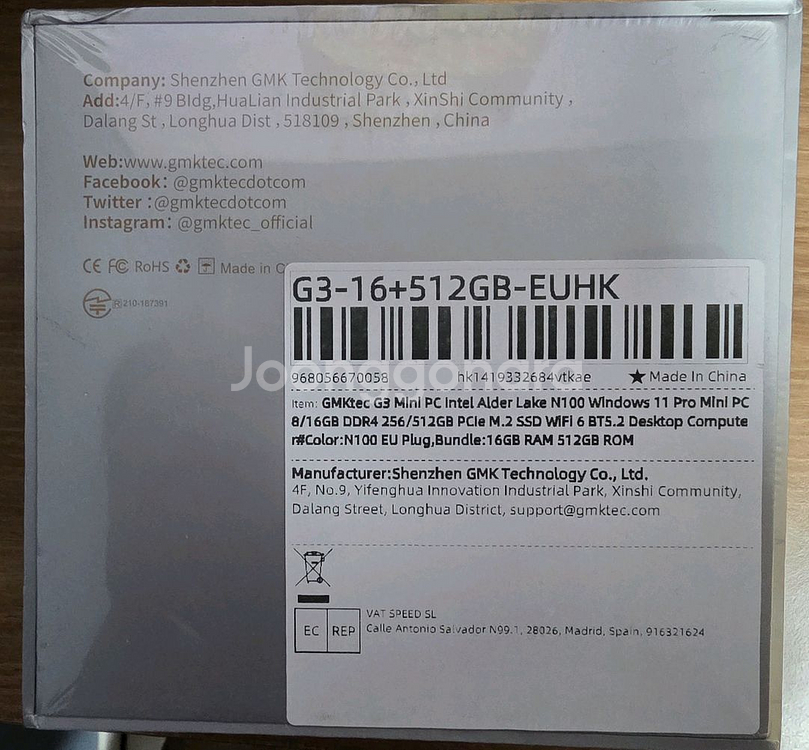 Company: Shenzhen GMK Technology Co., Ltd
Add:4/F, #9 Bldg,HuaLian Industrial Park , XinShi Community ,
Dalang St , Longhua Dist , 518109 , Shenzhen , China
Web:www.gmktec.com
Facebook: @gmktecdotcom
Twitter :@gmktecdotcom
Instagram: @gmktec_official
CE FC RoHS Made in C
[R]210-187391
G3-16+512GB-EUHK
Joonggonara
968056670058 hk1419332684vtkae ★ Made In China
Item: GMKtec G3 Mini PC Intel Alder Lake N100 Windows 11 Pro Mini PC
8/16GB DDR4 256/512GB PCIe M.2 SSD WiFi 6 BT5.2 Desktop Compute
r#Color:N100 EU Plug,Bundle:16GB RAM 512GB ROM
Manufacturer:Shenzhen GMK Technology Co., Ltd.
4F, No.9, Yifenghua Innovation Industrial Park, Xinshi Community,
Dalang Street, Longhua District, support@gmktec.com
EC REP
VAT SPEED SL
Calle Antonio Salvador N99.1, 28026, Madrid, Spain, 916321624